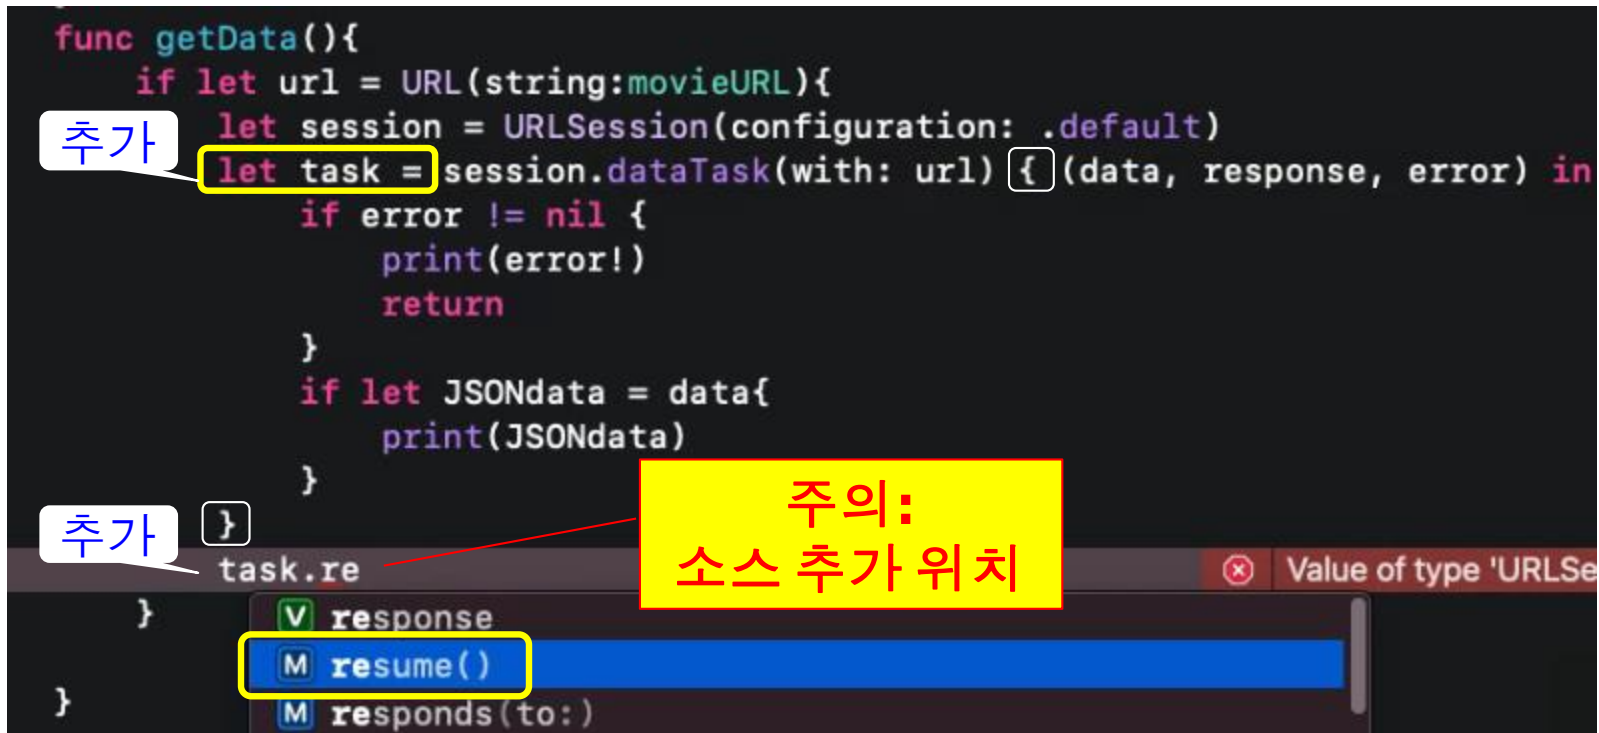 func getData(){
if let url = URL(string:movieURL){
추가
let session = URLSession(configuration: .default)
let task = session.dataTask(with: url) { (data, response, error) in
if error != nil {
print(error!)
return
}
if let JSONdata = data{
print(JSONdata)
}
주의:
소스 추가 위치
추가
}
task.re
Value of type 'URLSe
}
V response
M resume()
}
M responds(to:)